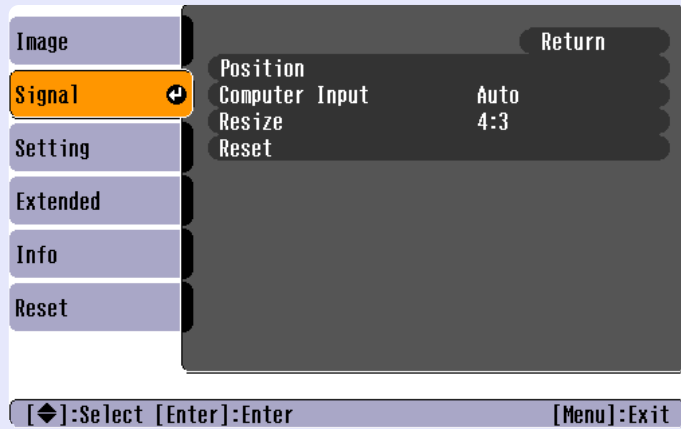 Image
Signal
Setting
Extended
Info
Reset
Return
Position
Computer Input Auto
Resize 4:3
Reset
[◆]:Select [Enter]:Enter [Menu]:Exit